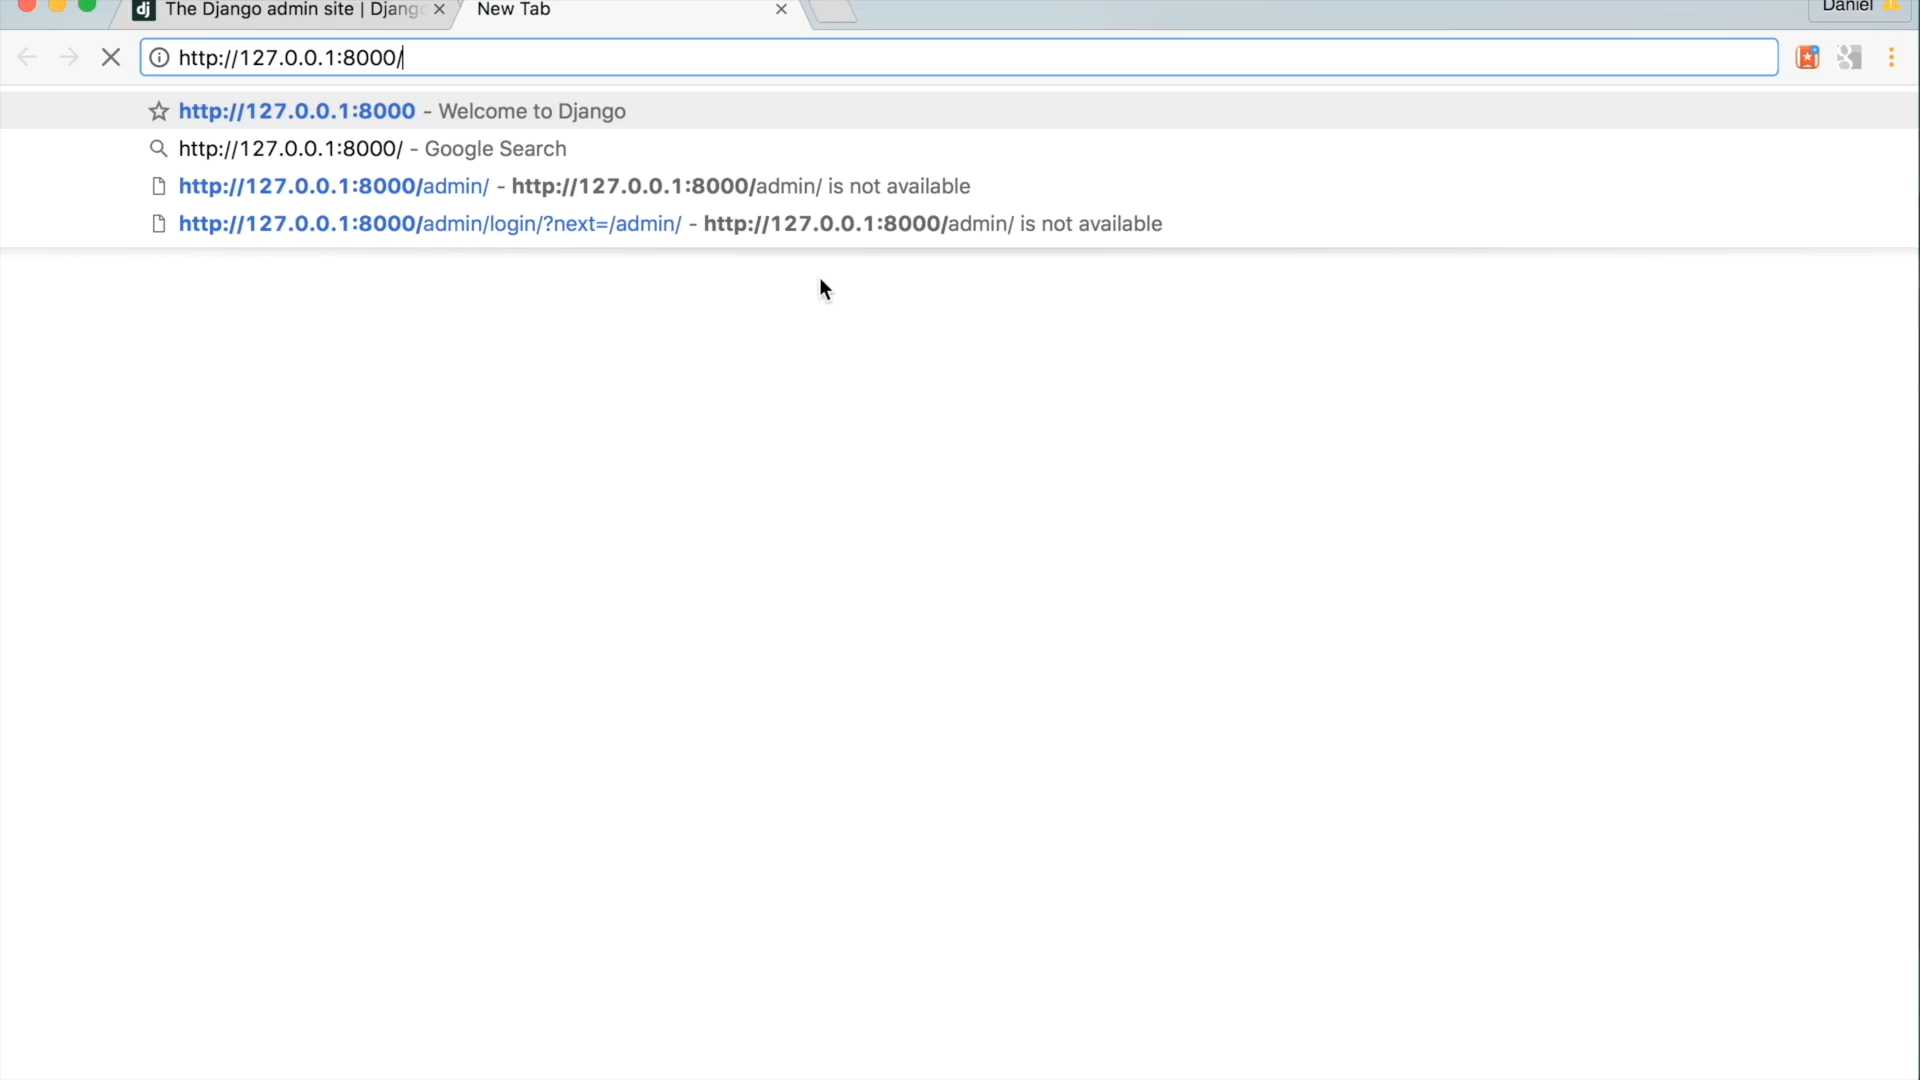 dj The Django admin site | Djang
New Tab
Daniel
http://127.0.0.1:8000/
http://127.0.0.1:8000 - Welcome to Django
http://127.0.0.1:8000/ - Google Search
http://127.0.0.1:8000/admin/ - http://127.0.0.1:8000/admin/ is not available
http://127.0.0.1:8000/admin/login/?next=/admin/ - http://127.0.0.1:8000/admin/ is not available